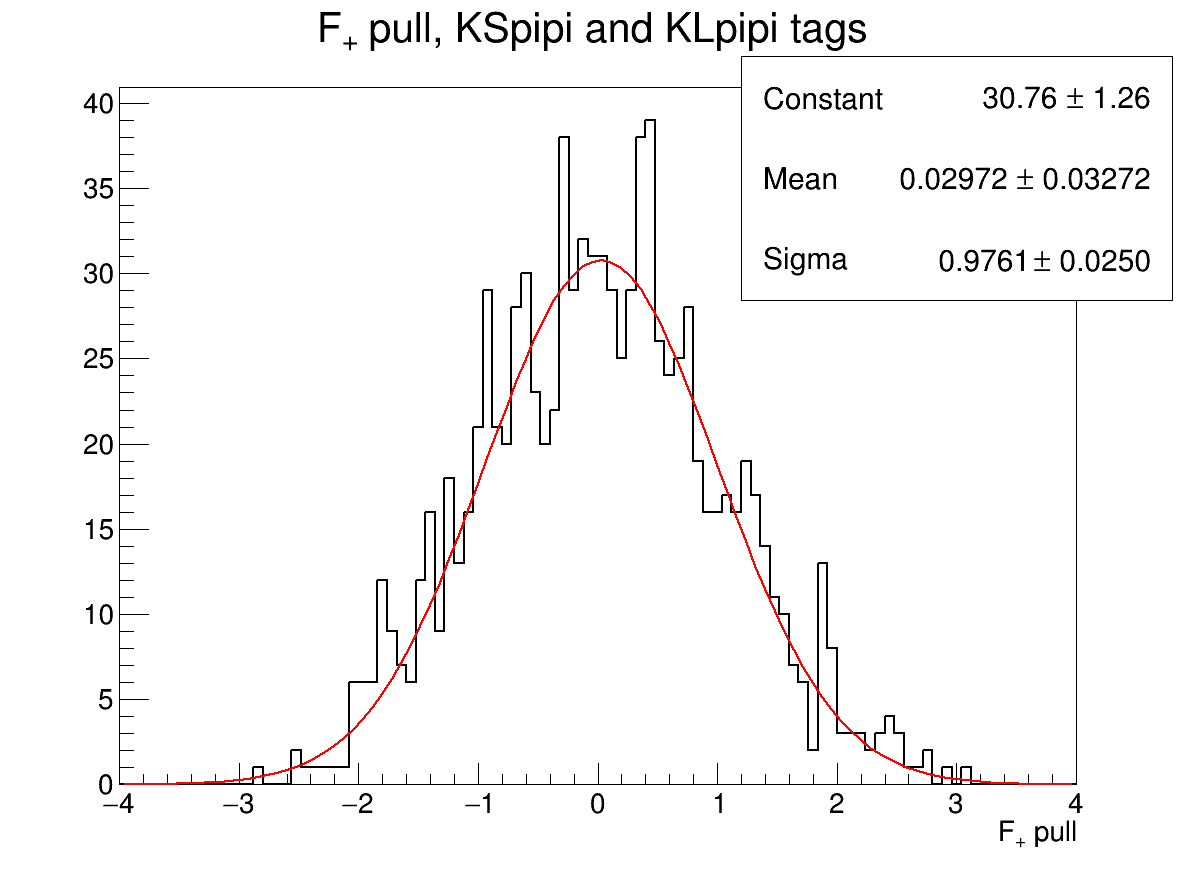 F₊ pull, KSpipi and KLpipi tags
Constant 30.76 ± 1.26
Mean 0.02972 ± 0.03272
Sigma 0.9761 ± 0.0250
40
35
30
25
20
15
10
5
0
−4 −3 −2 −1 0 1 2 3 4
F₊ pull